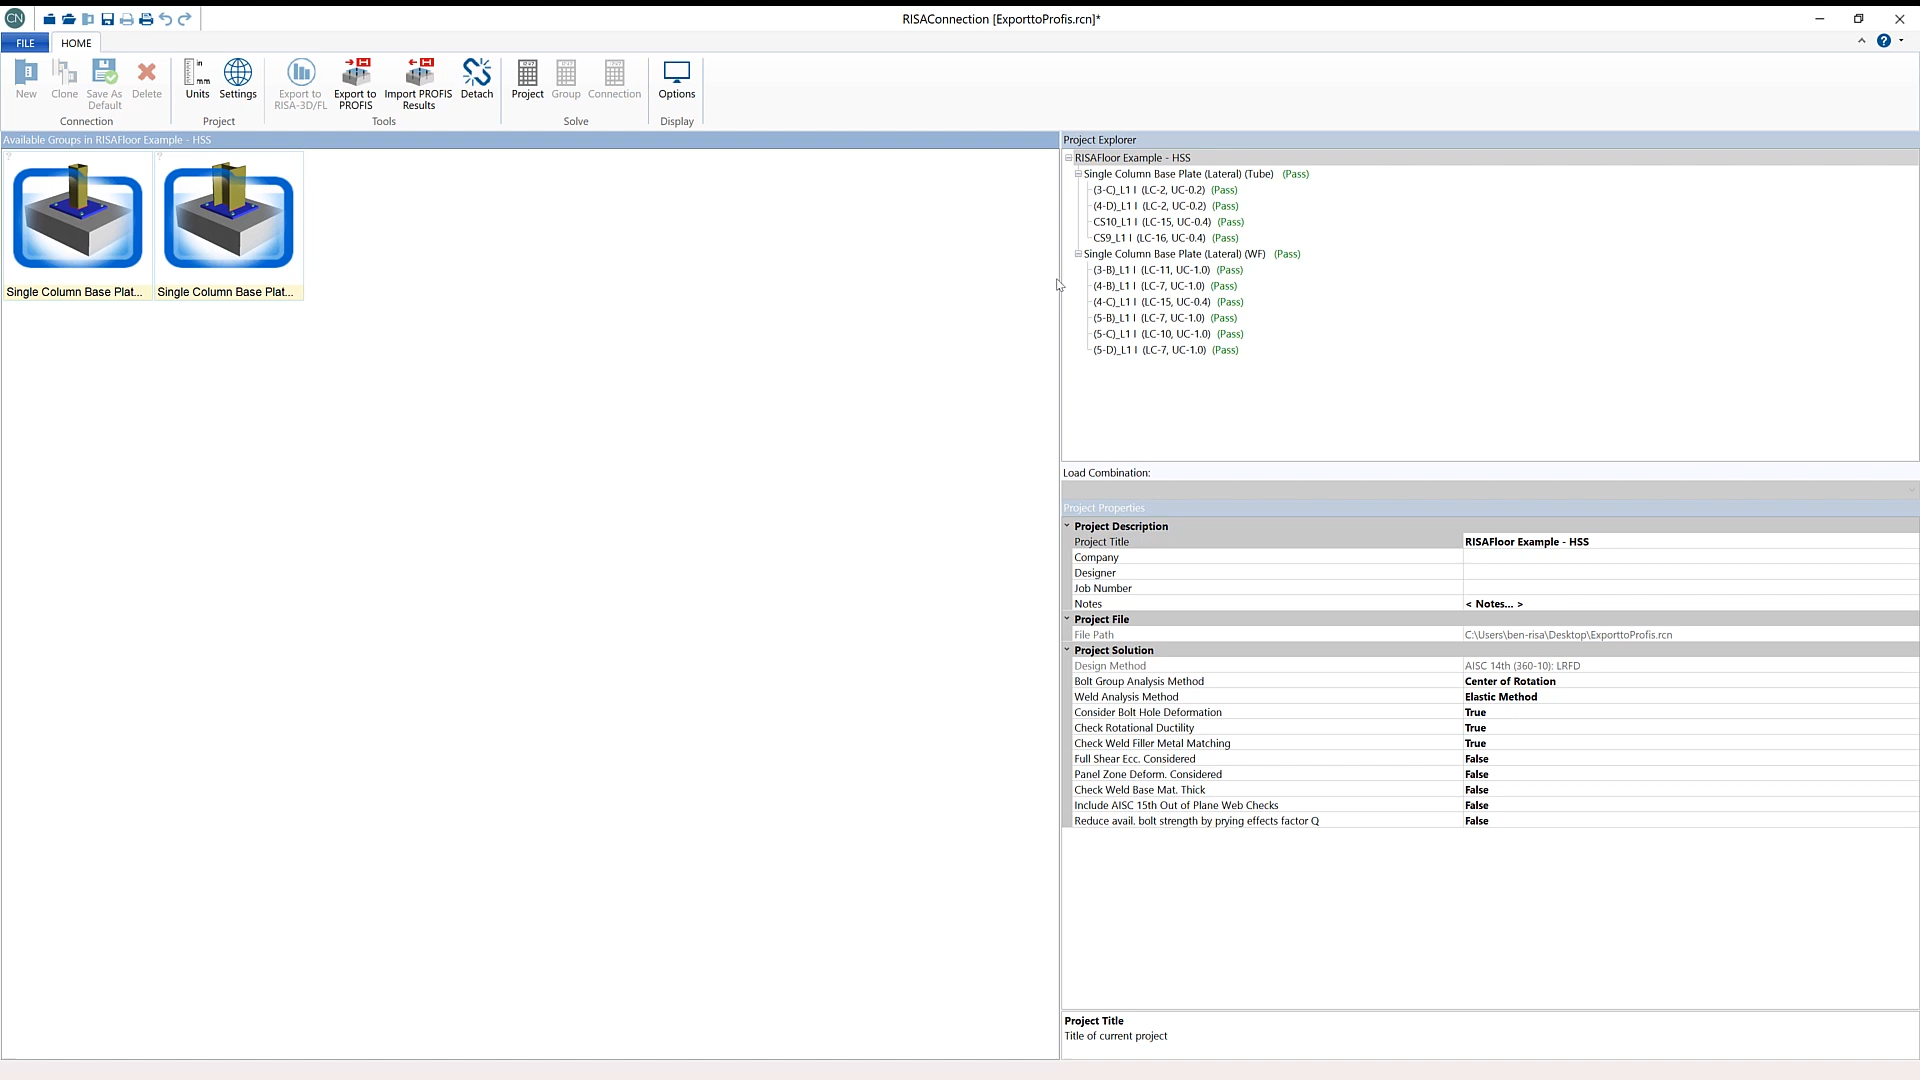 CN
RISAConnection [ExporttoProfis.rcn]*
FILE
HOME
?
New
Clone
Save As
Default
Delete
Connection
in
mm
Units
Settings
Project
Export to
RISA-3D/FL
Export to
PROFIS
Import PROFIS
Results
Detach
Tools
Project
Group
Connection
Solve
Options
Display
Available Groups in RISAFloor Example - HSS
?
?
Single Column Base Plat...
Single Column Base Plat...
Project Explorer
RISAFloor Example - HSS
Single Column Base Plate (Lateral) (Tube) (Pass)
(3-C)_L1 I (LC-2, UC-0.2) (Pass)
(4-D)_L1 I (LC-2, UC-0.2) (Pass)
CS10_L1 I (LC-15, UC-0.4) (Pass)
CS9_L1 I (LC-16, UC-0.4) (Pass)
Single Column Base Plate (Lateral) (WF) (Pass)
(3-B)_L1 I (LC-11, UC-1.0) (Pass)
(4-B)_L1 I (LC-7, UC-1.0) (Pass)
(4-C)_L1 I (LC-15, UC-0.4) (Pass)
(5-B)_L1 I (LC-7, UC-1.0) (Pass)
(5-C)_L1 I (LC-10, UC-1.0) (Pass)
(5-D)_L1 I (LC-7, UC-1.0) (Pass)
Load Combination:
Project Properties
Project Description
Project Title RISAFloor Example - HSS
Company
Designer
Job Number
Notes < Notes... >
Project File
File Path C:\Users\ben-risa\Desktop\ExporttoProfis.rcn
Project Solution
Design Method AISC 14th (360-10): LRFD
Bolt Group Analysis Method Center of Rotation
Weld Analysis Method Elastic Method
Consider Bolt Hole Deformation True
Check Rotational Ductility True
Check Weld Filler Metal Matching True
Full Shear Ecc. Considered False
Panel Zone Deform. Considered False
Check Weld Base Mat. Thick False
Include AISC 15th Out of Plane Web Checks False
Reduce avail. bolt strength by prying effects factor Q False
Project Title
Title of current project